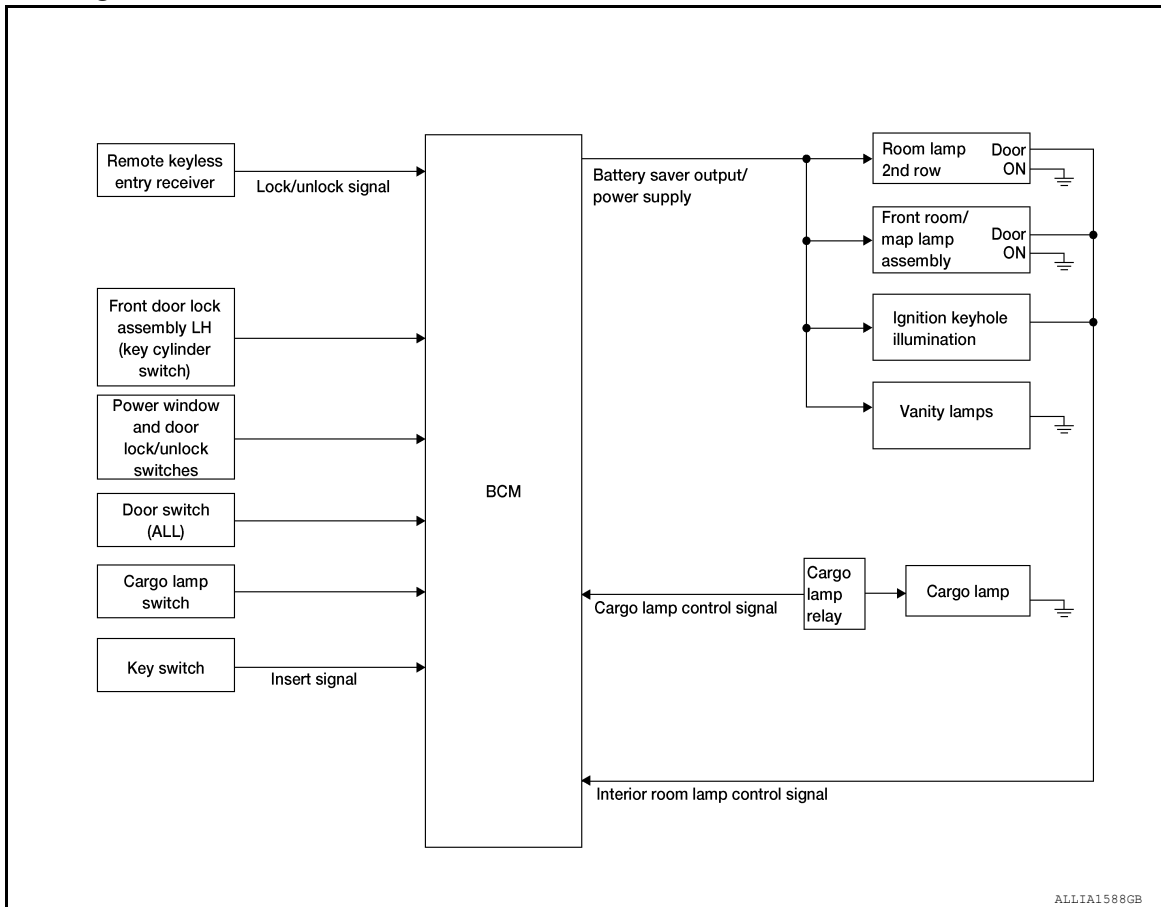 Remote keyless
entry receiver
Lock/unlock signal
Front door lock
assembly LH
(key cylinder
switch)
Power window
and door
lock/unlock
switches
Door switch
(ALL)
Cargo lamp
switch
Key switch
Insert signal
BCM
Battery saver output/
power supply
Room lamp
2nd row
Door
ON
Front room/
map lamp
assembly
Door
ON
Ignition keyhole
illumination
Vanity lamps
Cargo lamp control signal
Cargo
lamp
relay
Cargo lamp
Interior room lamp control signal
ALLIA1588GB